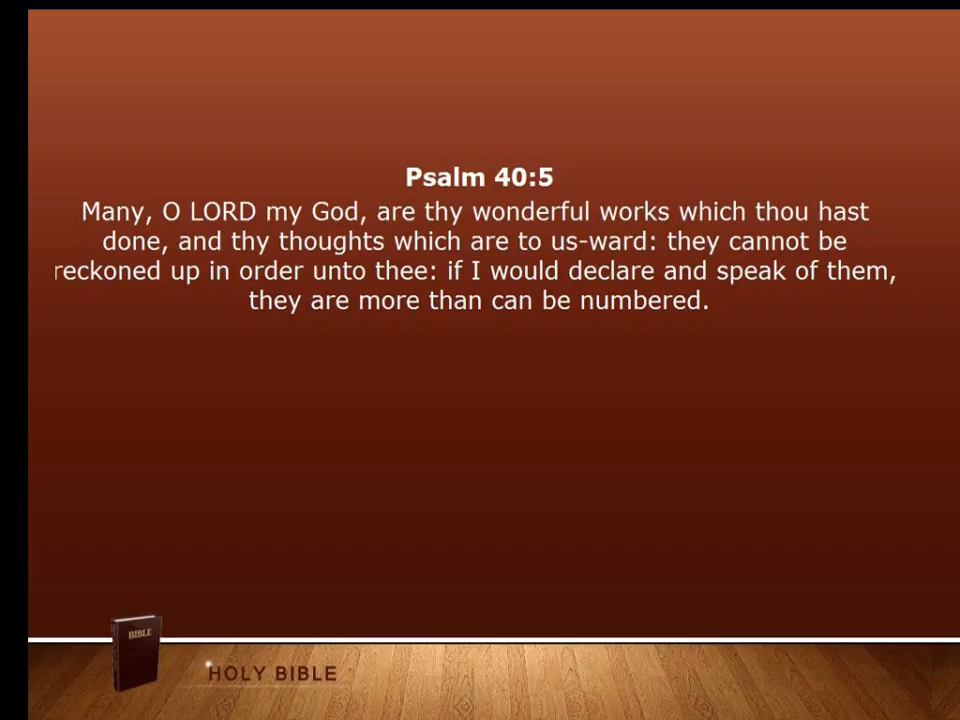 Psalm 40:5
Many, O LORD my God, are thy wonderful works which thou hast
done, and thy thoughts which are to us-ward: they cannot be
reckoned up in order unto thee: if I would declare and speak of them,
they are more than can be numbered.
BIBLE
HOLY BIBLE